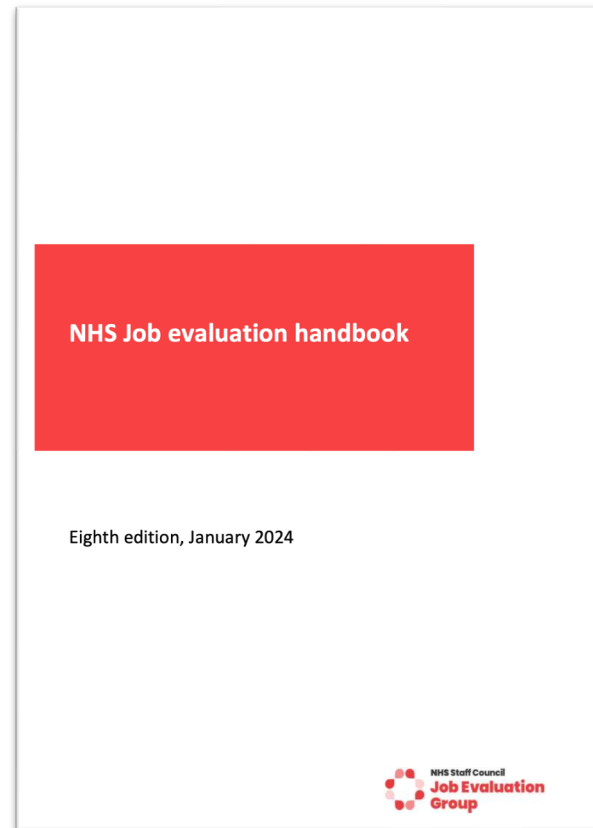 NHS Job evaluation handbook
Eighth edition, January 2024
NHS Staff Council
Job Evaluation
Group